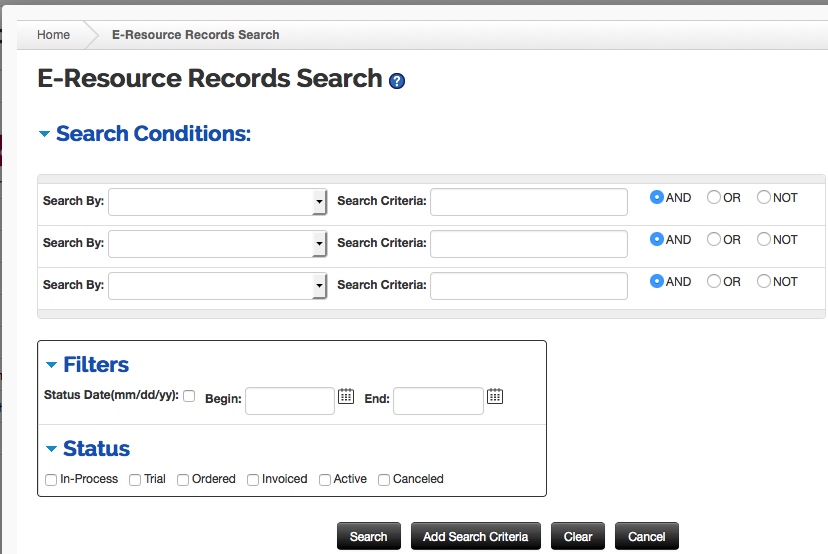 Home E-Resource Records Search
E-Resource Records Search ?
Search Conditions:
Search By: Search Criteria: AND OR NOT
Search By: Search Criteria: AND OR NOT
Search By: Search Criteria: AND OR NOT
Filters
Status Date(mm/dd/yy): Begin: End:
Status
In-Process Trial Ordered Invoiced Active Canceled
Search Add Search Criteria Clear Cancel